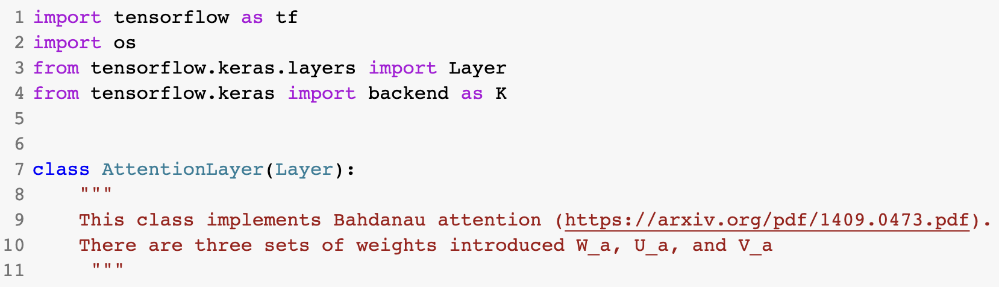 1 import tensorflow as tf
2 import os
3 from tensorflow.keras.layers import Layer
4 from tensorflow.keras import backend as K
5
6
7 class AttentionLayer(Layer):
8     """
9     This class implements Bahdanau attention (https://arxiv.org/pdf/1409.0473.pdf).
10     There are three sets of weights introduced W_a, U_a, and V_a
11      """